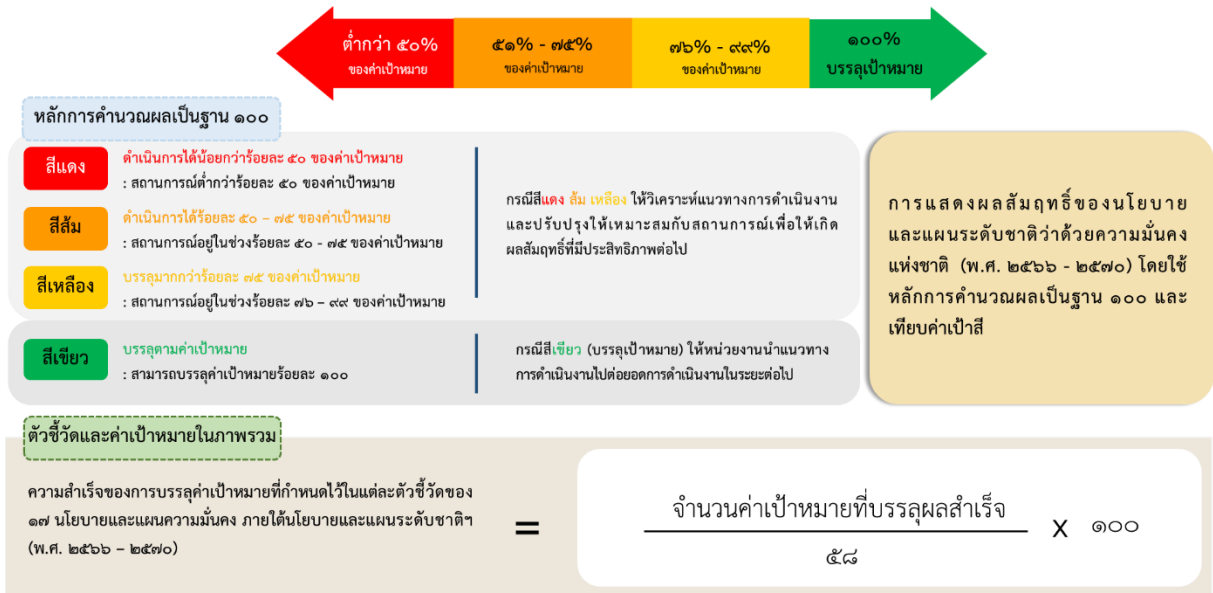 ต่ำกว่า ๕๐%
ของค่าเป้าหมาย
๕๑% - ๗๕%
ของค่าเป้าหมาย
๗๖% - ๙๙%
ของค่าเป้าหมาย
๑๐๐%
บรรลุเป้าหมาย
หลักการคำนวณผลเป็นฐาน ๑๐๐
สีแดง
ดำเนินการได้น้อยกว่าร้อยละ ๕๐ ของค่าเป้าหมาย
: สถานการณ์ต่ำกว่าร้อยละ ๕๐ ของค่าเป้าหมาย
สีส้ม
ดำเนินการได้ร้อยละ ๕๐ – ๗๕ ของค่าเป้าหมาย
: สถานการณ์อยู่ในช่วงร้อยละ ๕๐ - ๗๕ ของค่าเป้าหมาย
สีเหลือง
บรรลุมากกว่าร้อยละ ๗๕ ของค่าเป้าหมาย
: สถานการณ์อยู่ในช่วงร้อยละ ๗๖ – ๙๙ ของค่าเป้าหมาย
กรณีสีแดง ส้ม เหลือง ให้วิเคราะห์แนวทางการดำเนินงาน
และปรับปรุงให้เหมาะสมกับสถานการณ์เพื่อให้เกิด
ผลสัมฤทธิ์ที่มีประสิทธิภาพต่อไป
สีเขียว
บรรลุตามค่าเป้าหมาย
: สามารถบรรลุค่าเป้าหมายร้อยละ ๑๐๐
กรณีสีเขียว (บรรลุเป้าหมาย) ให้หน่วยงานนำแนวทาง
การดำเนินงานไปต่อยอดการดำเนินงานในระยะต่อไป
การแสดงผลสัมฤทธิ์ของนโยบาย
และแผนระดับชาติว่าด้วยความมั่นคง
แห่งชาติ (พ.ศ. ๒๕๖๖ - ๒๕๗๐) โดยใช้
หลักการคำนวณผลเป็นฐาน ๑๐๐ และ
เทียบค่าเป้าสี
ตัวชี้วัดและค่าเป้าหมายในภาพรวม
ความสำเร็จของการบรรลุค่าเป้าหมายที่กำหนดไว้ในแต่ละตัวชี้วัดของ
๑๗ นโยบายและแผนความมั่นคง ภายใต้นโยบายและแผนระดับชาติฯ
(พ.ศ. ๒๕๖๖ – ๒๕๗๐)
=
จำนวนค่าเป้าหมายที่บรรลุผลสำเร็จ
๕๘
X ๑๐๐